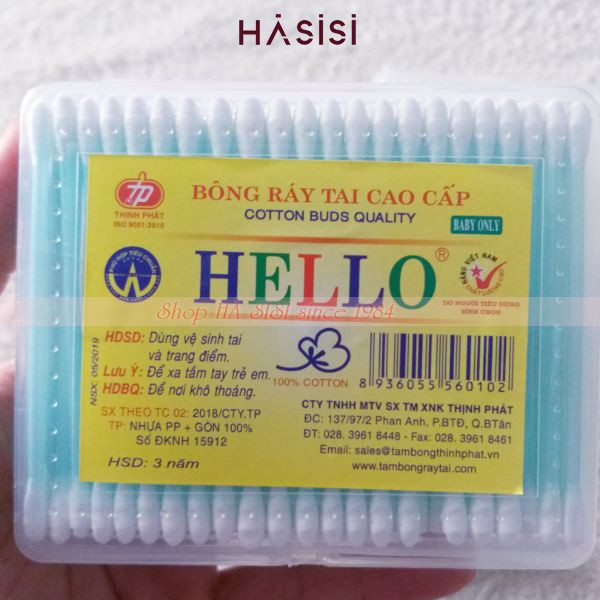 HASISI
TP
THỊNH PHÁT
ISO 9001:2015
BÔNG RÁY TAI CAO CẤP
COTTON BUDS QUALITY
BABY ONLY
PHÙ HỢP TIÊU CHUẨN
HELLO®
HÀNG VIỆT NAM
CHẤT LƯỢNG CAO
DO NGƯỜI TIÊU DÙNG
BÌNH CHỌN
Shop HA SISI since 1984
HDSD: Dùng vệ sinh tai
và trang điểm.
Lưu Ý: Để xa tầm tay trẻ em.
HDBQ: Để nơi khô thoáng.
NSX: 05/2019
100% COTTON
8 936055 560102
SX THEO TC 02: 2018/CTY.TP
TP: NHỰA PP + GÒN 100%
Số ĐKNH 15912
HSD: 3 năm
CTY TNHH MTV SX TM XNK THỊNH PHÁT
ĐC: 137/97/2 Phan Anh, P.BTĐ, Q.BTân
ĐT: 028. 3961 8448 - Fax: 028. 3961 8461
Email: sales@tambongthinhphat.vn
www.tambongraytai.com